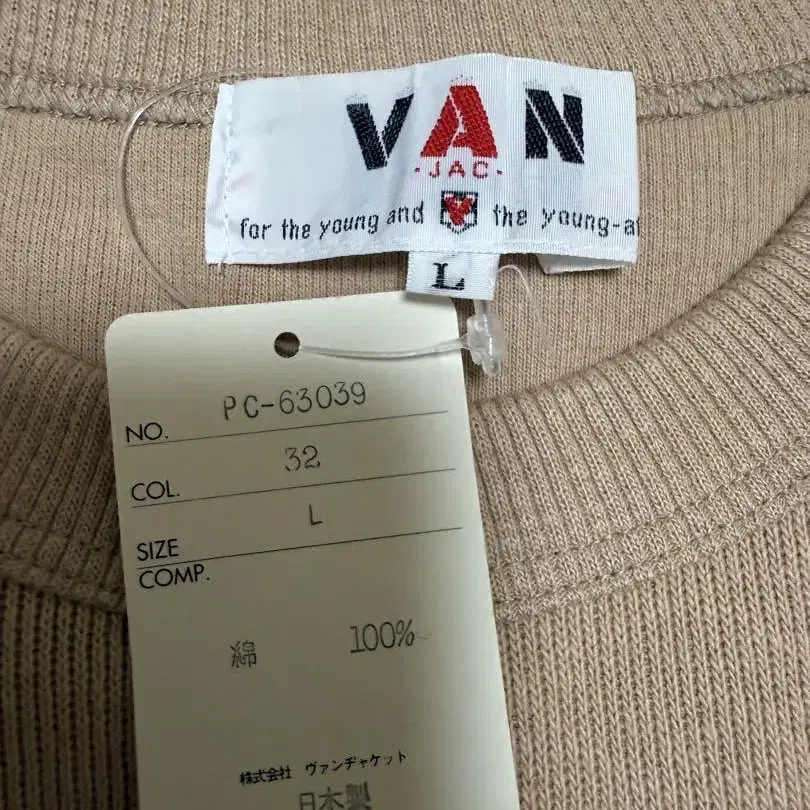 VAN
·JAC·
for the young and the young-at
L
NO. PC-63039
COL. 32
SIZE L
COMP.
綿 100%
株式会社 ヴァンヂャケット
日本製